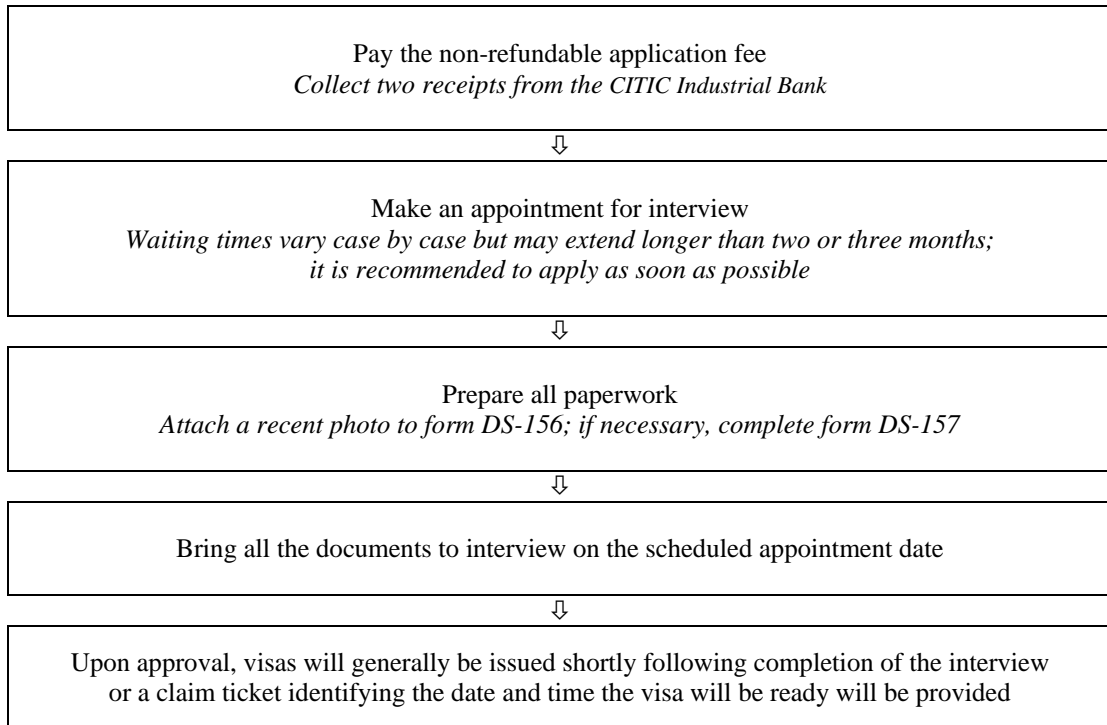 Pay the non-refundable application fee
Collect two receipts from the CITIC Industrial Bank
Make an appointment for interview
Waiting times vary case by case but may extend longer than two or three months;
it is recommended to apply as soon as possible
Prepare all paperwork
Attach a recent photo to form DS-156; if necessary, complete form DS-157
Bring all the documents to interview on the scheduled appointment date
Upon approval, visas will generally be issued shortly following completion of the interview
or a claim ticket identifying the date and time the visa will be ready will be provided